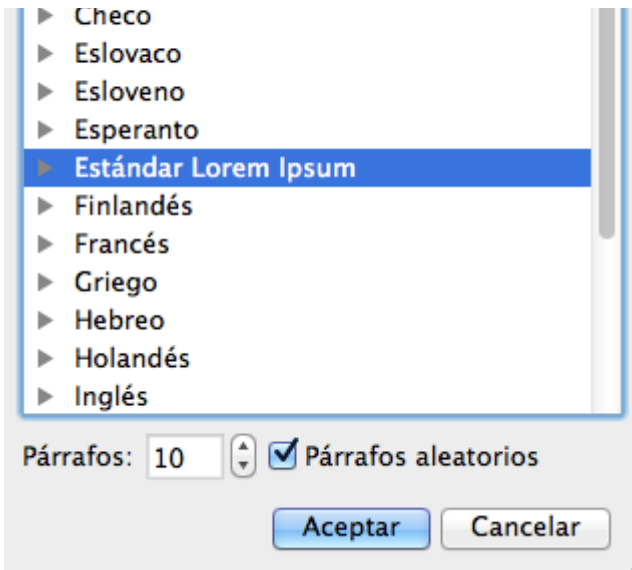 Checo
Eslovaco
Esloveno
Esperanto
Estándar Lorem Ipsum
Finlandés
Francés
Griego
Hebreo
Holandés
Inglés
Párrafos: 10 Párrafos aleatorios
Aceptar Cancelar